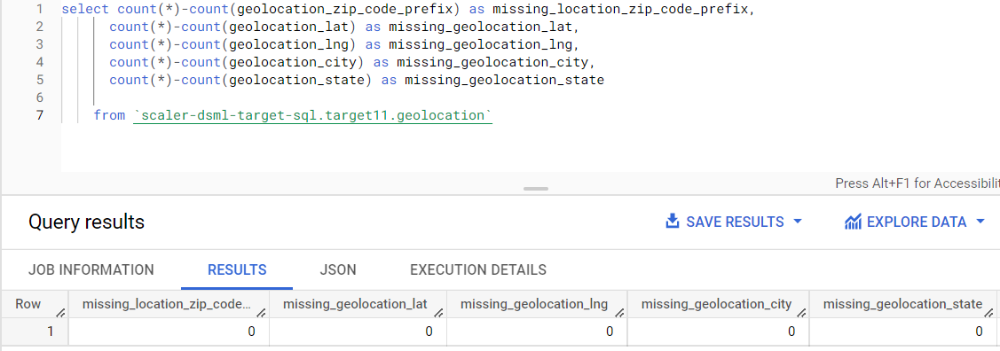 1 select count(*)-count(geolocation_zip_code_prefix) as missing_location_zip_code_prefix,
2 count(*)-count(geolocation_lat) as missing_geolocation_lat,
3 count(*)-count(geolocation_lng) as missing_geolocation_lng,
4 count(*)-count(geolocation_city) as missing_geolocation_city,
5 count(*)-count(geolocation_state) as missing_geolocation_state
6
7 from `scaler-dsml-target-sql.target11.geolocation`
Press Alt+F1 for Accessibilit
Query results SAVE RESULTS EXPLORE DATA
JOB INFORMATION RESULTS JSON EXECUTION DETAILS
Row missing_location_zip_code... missing_geolocation_lat missing_geolocation_lng missing_geolocation_city missing_geolocation_state
1 0 0 0 0 0